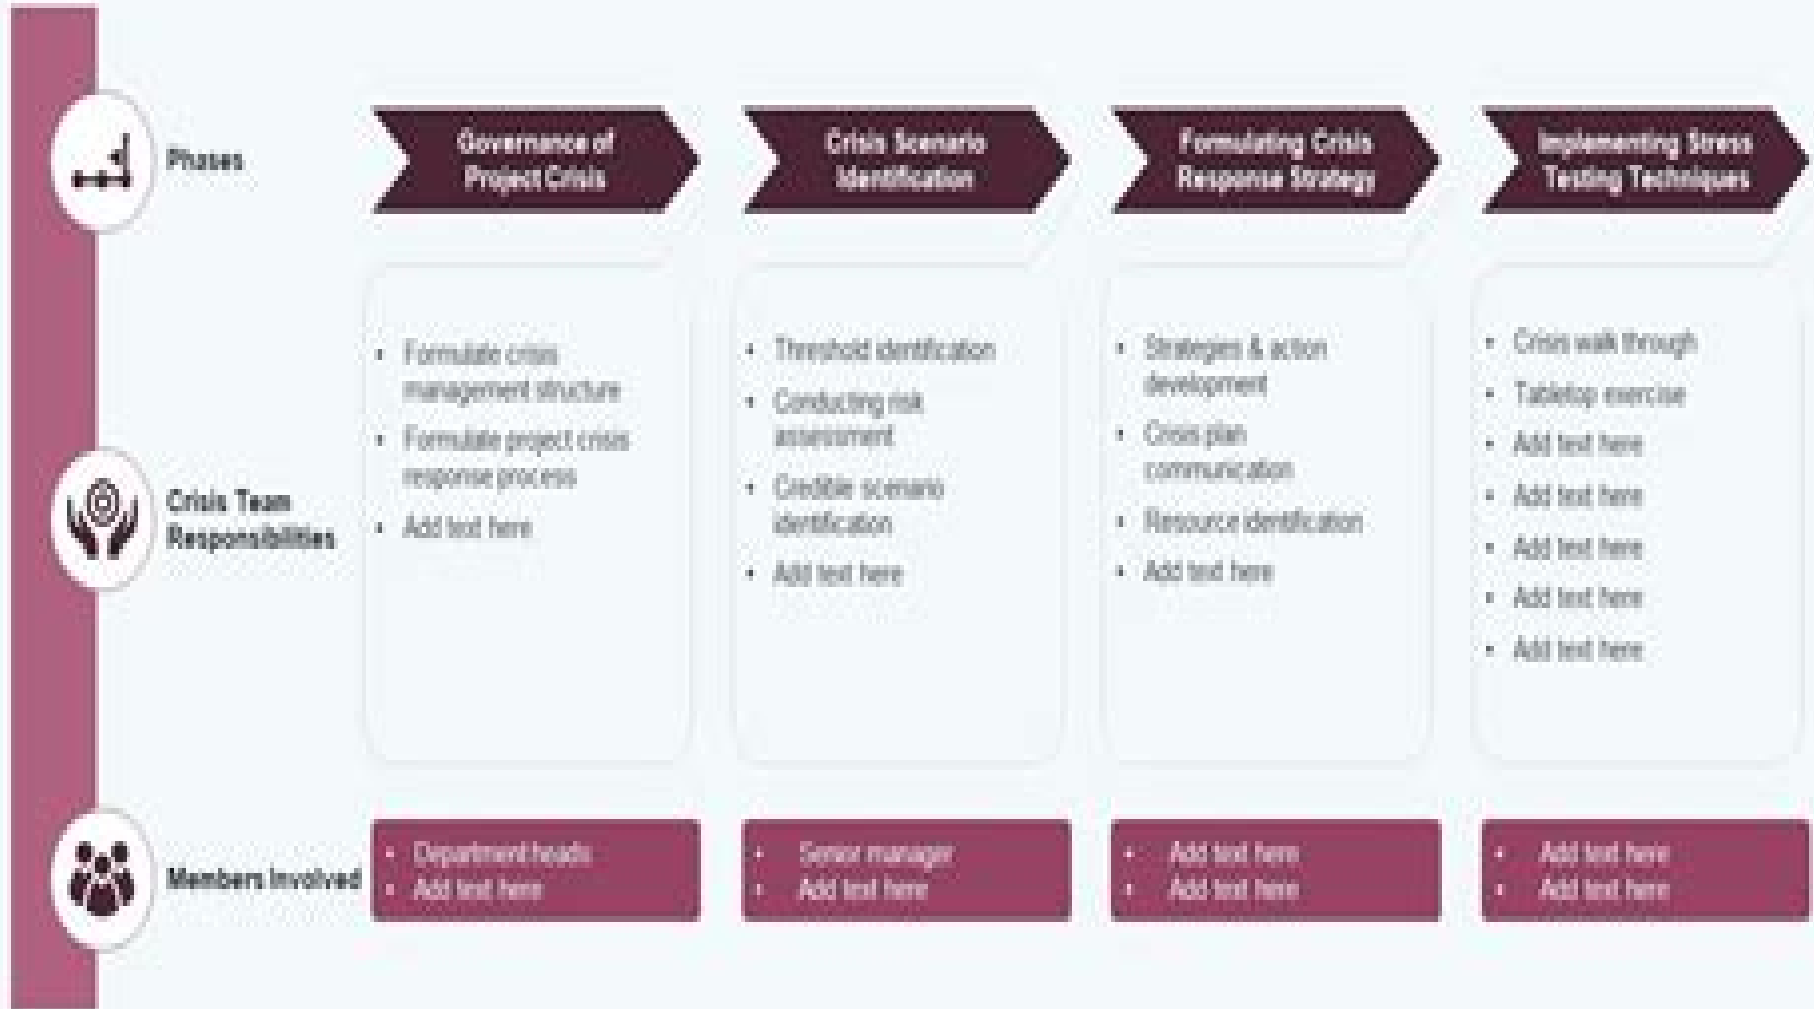 Phases
Governance of
Project Crisis
Crisis Scenario
Identification
Formulating Crisis
Response Strategy
Implementing Stress
Testing Techniques
Crisis Team
Responsibilities
• Formulate crisis
management structure
• Formulate project crisis
response process
• Add text here
• Threshold identification
• Conducting risk
assessment
• Credible scenario
identification
• Add text here
• Strategies & action
development
• Crisis plan
communication
• Resource identification
• Add text here
• Crisis walk through
• Tabletop exercise
• Add text here
• Add text here
• Add text here
• Add text here
• Add text here
Members Involved
• Department heads
• Add text here
• Senior manager
• Add text here
• Add text here
• Add text here
• Add text here
• Add text here